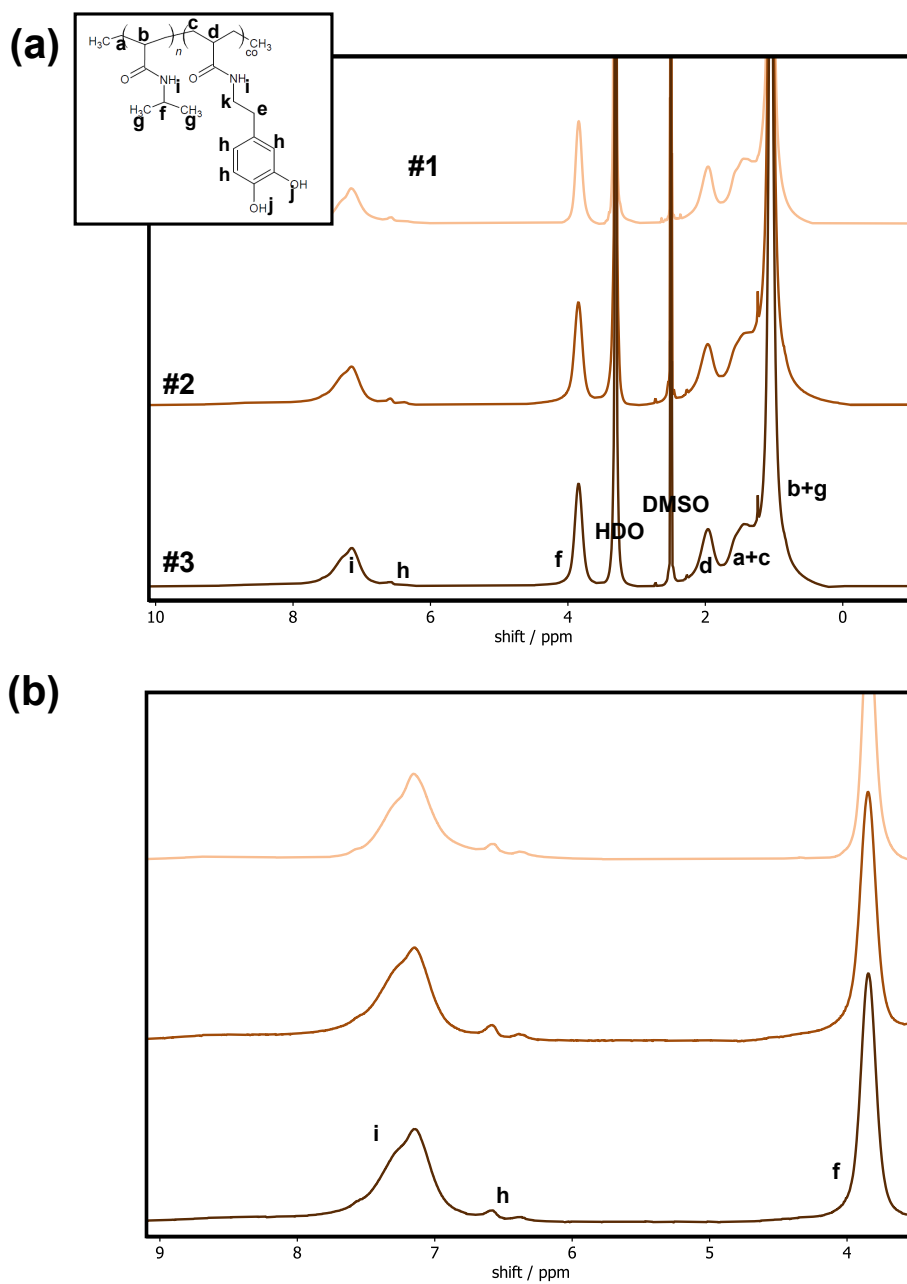 (a)
H₃C
a
b
n
c
d
co
CH₃
O
NH
i
O
NH
i
H₃C
f
CH₃
g
g
k
e
h
h
h
OH
j
OH
j
#1
#2
#3
i
h
f
HDO
DMSO
d
a+c
b+g
10
8
6
4
2
0
shift / ppm
(b)
i
h
f
9
8
7
6
5
4
shift / ppm